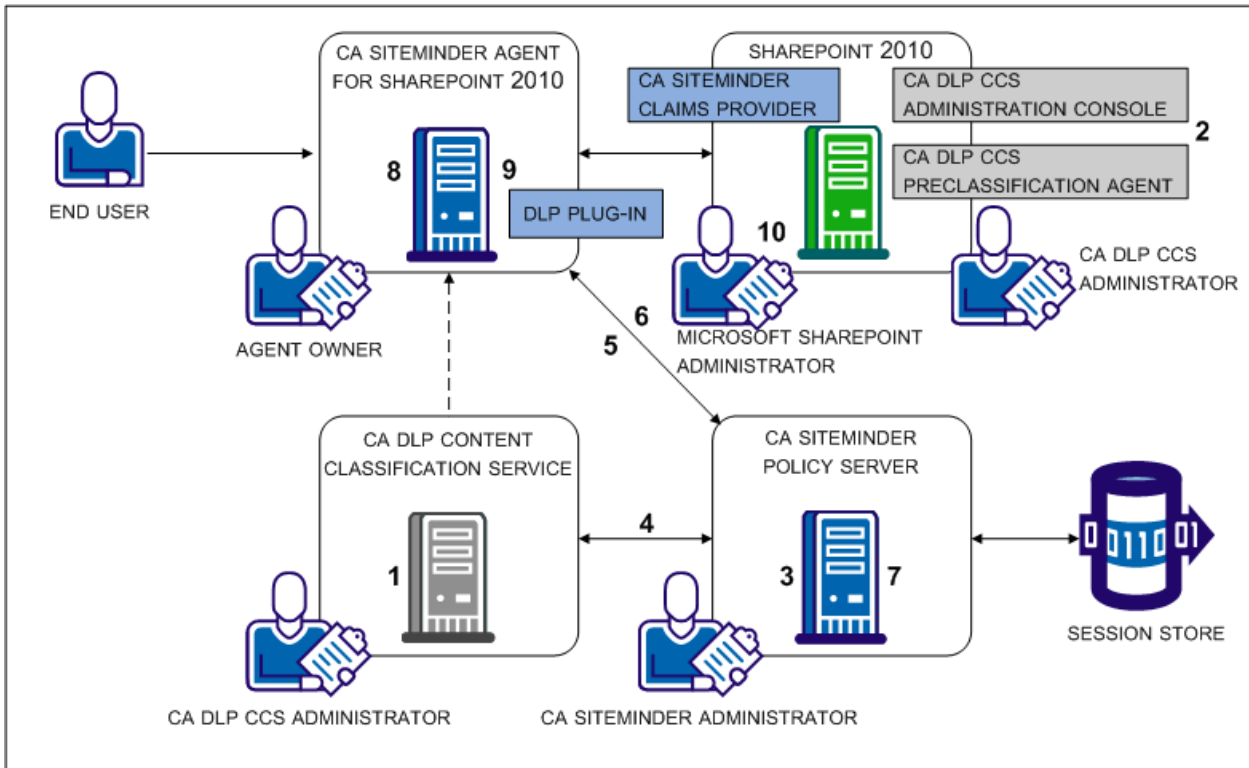 CA SITEMINDER AGENT
FOR SHAREPOINT 2010
8
9
DLP PLUG-IN
END USER
AGENT OWNER
SHAREPOINT 2010
CA SITEMINDER
CLAIMS PROVIDER
CA DLP CCS
ADMINISTRATION CONSOLE
2
CA DLP CCS
PRECLASSIFICATION AGENT
10
MICROSOFT SHAREPOINT
ADMINISTRATOR
CA DLP CCS
ADMINISTRATOR
6
5
CA DLP CONTENT
CLASSIFICATION SERVICE
1
4
CA DLP CCS ADMINISTRATOR
CA SITEMINDER
POLICY SERVER
3
7
CA SITEMINDER ADMINISTRATOR
0 0110 01
SESSION STORE